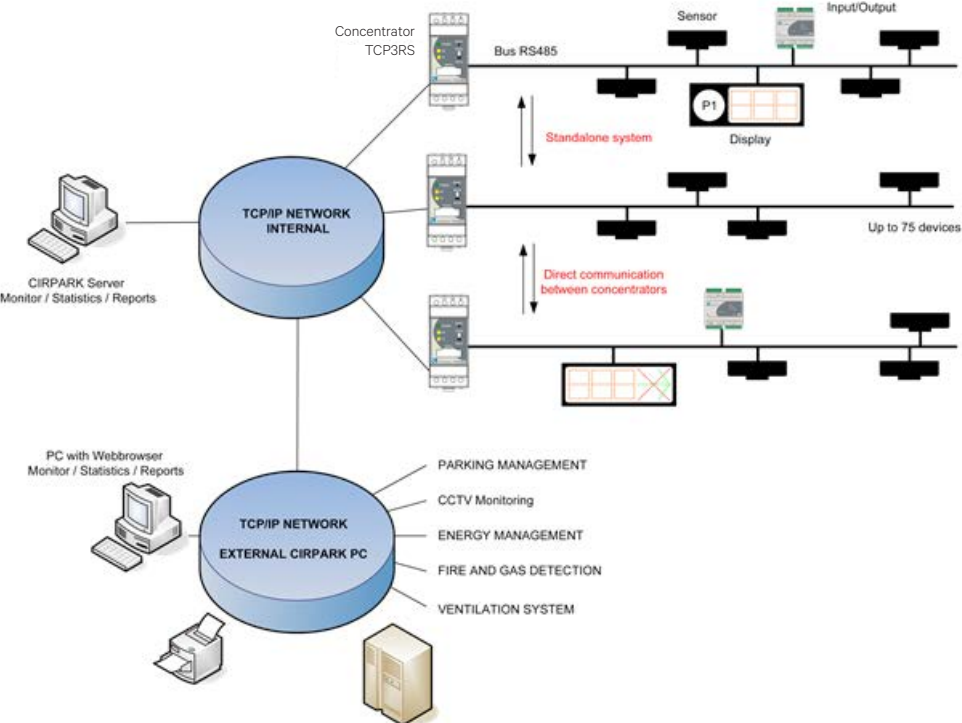 Concentrator
TCP3RS
Bus RS485
Sensor
Input/Output
P1
Display
Standalone system
TCP/IP NETWORK
INTERNAL
Up to 75 devices
CIRPARK Server
Monitor / Statistics / Reports
Direct communication
between concentrators
PC with Webbrowser
Monitor / Statistics / Reports
TCP/IP NETWORK
EXTERNAL CIRPARK PC
PARKING MANAGEMENT
CCTV Monitoring
ENERGY MANAGEMENT
FIRE AND GAS DETECTION
VENTILATION SYSTEM